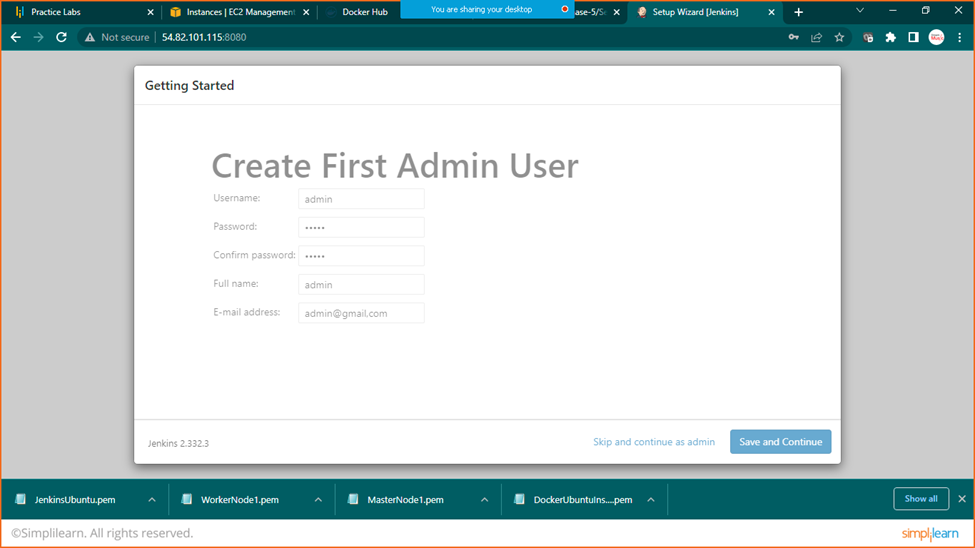 Practice Labs
Instances | EC2 Management
Docker Hub
You are sharing your desktop
ase-5/Se
Setup Wizard [Jenkins]
Not secure
54.82.101.115:8080
Getting Started
Create First Admin User
Username: admin
Password: •••••
Confirm password: •••••
Full name: admin
E-mail address: admin@gmail.com
Jenkins 2.332.3
Skip and continue as admin
Save and Continue
JenkinsUbuntu.pem
WorkerNode1.pem
MasterNode1.pem
DockerUbuntuIns....pem
Show all
©Simplilearn. All rights reserved.
simplilearn